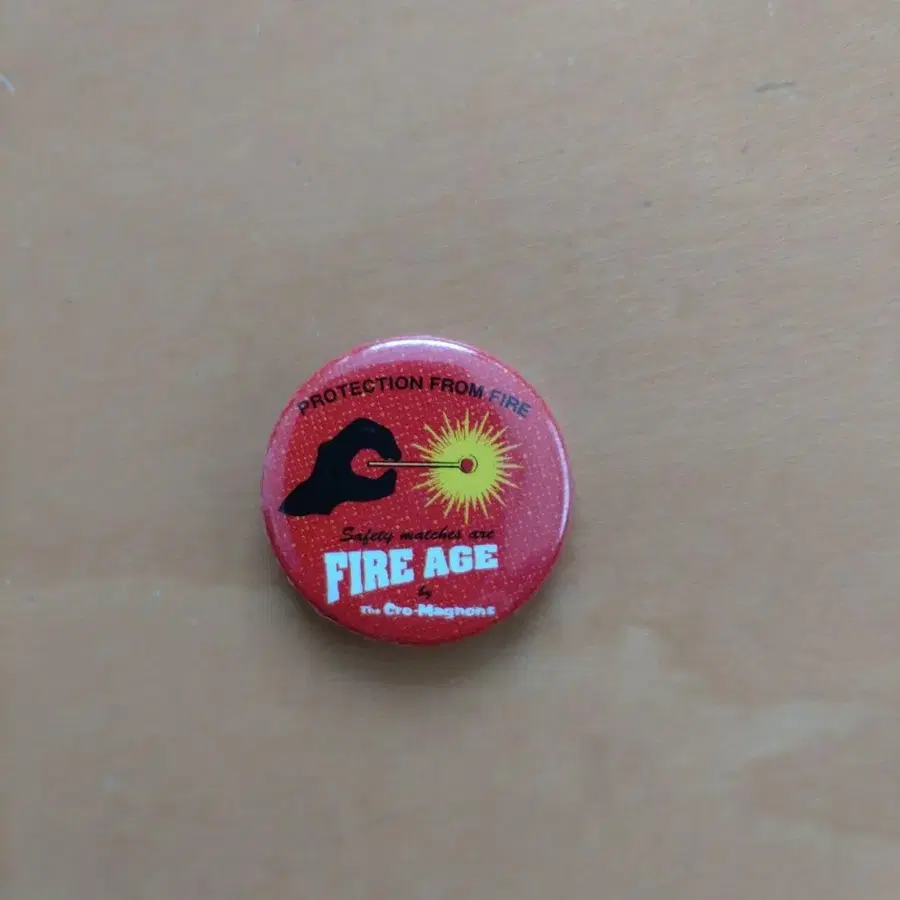 PROTECTION FROM FIRE
Safety matches are
FIRE AGE
by
The Cro-Magnons